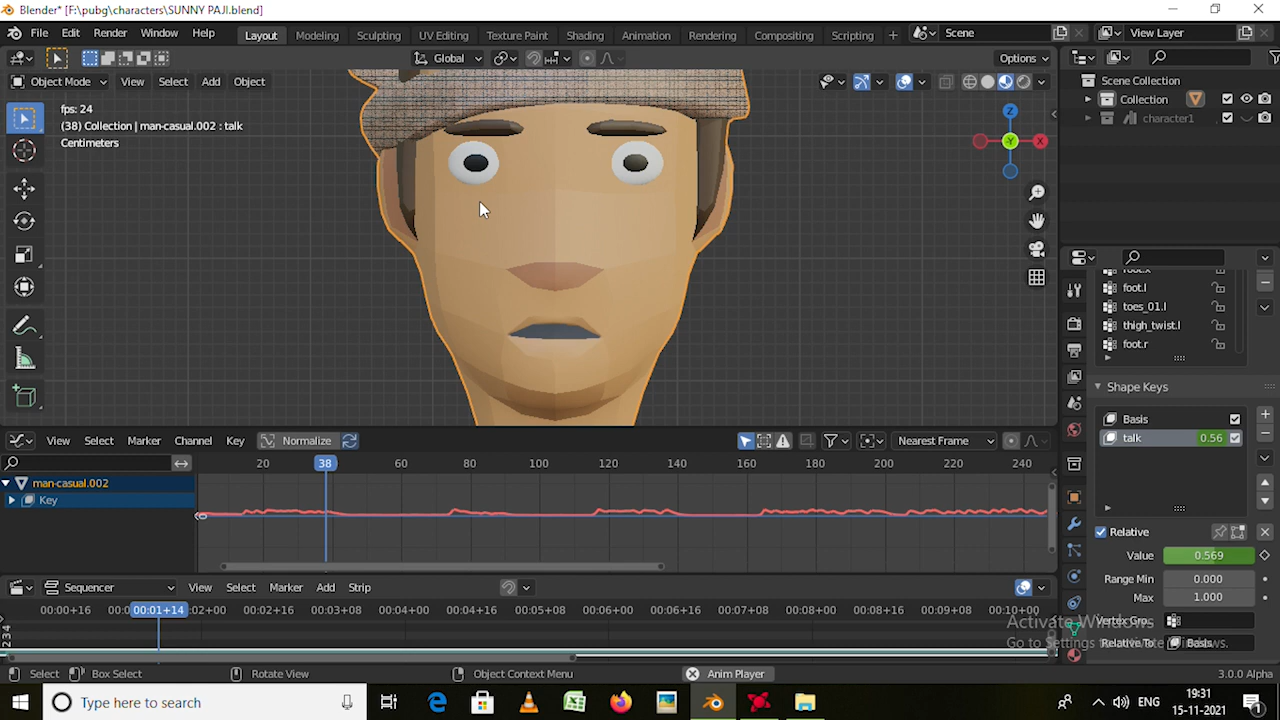 Blender* [F:\pubg\characters\SUNNY PAJI.blend]
File Edit Render Window Help Layout Modeling Sculpting UV Editing Texture Paint Shading Animation Rendering Compositing Scripting + Scene View Layer
Global Options
Object Mode View Select Add Object
Scene Collection
Collection
character1
fps: 24
(38) Collection | man-casual.002 : talk
Centimeters
Z
Y
X
foot.l
toes_01.l
thigh_twist.l
foot.r
Shape Keys
Basis
talk 0.56
Relative
Value 0.569
Range Min 0.000
Max 1.000
Vertex Gro..
Relative To Basis
View Select Marker Channel Key Normalize Nearest Frame
20 38 60 80 100 120 140 160 180 200 220 240
man-casual.002
Key
Sequencer View Select Marker Add Strip
00:00+16 00:01+14 02+00 00:02+16 00:03+08 00:04+00 00:04+16 00:05+08 00:06+00 00:06+16 00:07+08 00:08+00 00:08+16 00:09+08 00:10+00
Activate Windows
Go to Settings to activate Windows.
Select Box Select Rotate View Object Context Menu Anim Player 3.0.0 Alpha
Type here to search
ENG
19:31
15-11-2021
1